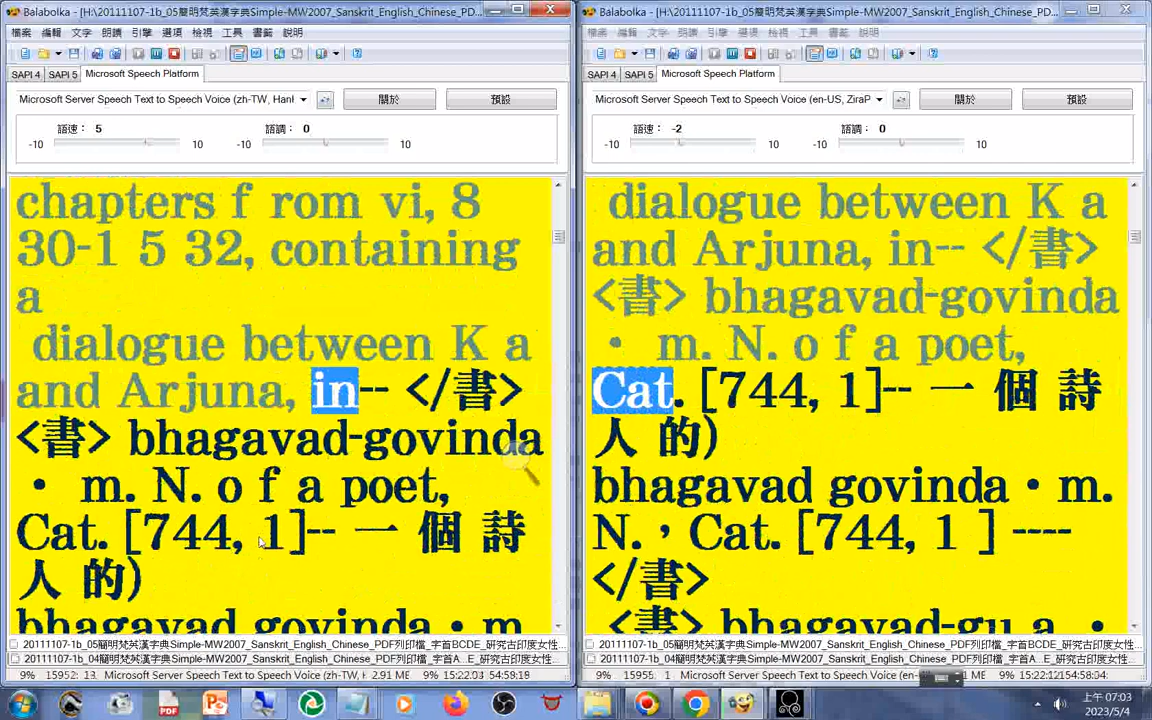 Balabolka - [H:\20111107-1b_05簡明梵英漢字典Simple-MW2007_Sanskrit_English_Chinese_PD...
檔案 編輯 文字 朗讀 引擎 選項 檢視 工具 書籤 說明
SAPI 4 SAPI 5 Microsoft Speech Platform
Microsoft Server Speech Text to Speech Voice (zh-TW, Hanl 關於 預設
語速： 5 語調： 0
-10 10 -10 10
chapters f rom vi, 8
30-1 5 32, containing
a
dialogue between K a
and Arjuna, in-- </書>
<書> bhagavad-govinda
• m. N. o f a poet,
Cat. [744, 1]-- 一 個 詩
人 的)
bhagavad govinda • m
20111107-1b_05簡明梵英漢字典Simple-MW2007_Sanskrit_English_Chinese_PDF列印檔_字首BCDE_研究古印度女性...
20111107-1b_04簡明梵英漢字典Simple-MW2007_Sanskrit_English_Chinese_PDF列印檔_字首A...E_研究古印度女性...
9% 15952: 13 Microsoft Server Speech Text to Speech Voice (zh-TW, H 2.91 ME 9% 15:22:03 54:58:18
Balabolka - [H:\20111107-1b_05簡明梵英漢字典Simple-MW2007_Sanskrit_English_Chinese_PD...
檔案 編輯 文字 朗讀 引擎 選項 檢視 工具 書籤 說明
SAPI 4 SAPI 5 Microsoft Speech Platform
Microsoft Server Speech Text to Speech Voice (en-US, ZiraP 關於 預設
語速： -2 語調： 0
-10 10 -10 10
dialogue between K a
and Arjuna, in-- </書>
<書> bhagavad-govinda
• m. N. o f a poet,
Cat. [744, 1]-- 一 個 詩
人 的)
bhagavad govinda • m.
N.，Cat. [744, 1 ] ----
</書>
<書> bhagavad-gu a •
20111107-1b_05簡明梵英漢字典Simple-MW2007_Sanskrit_English_Chinese_PDF列印檔_字首BCDE_研究古印度女性...
20111107-1b_04簡明梵英漢字典Simple-MW2007_Sanskrit_English_Chinese_PDF列印檔_字首A...E_研究古印度女性...
9% 15955: 1 Microsoft Server Speech Text to Speech Voice 9% 15:22:12 54:58:04
上午 07:03
2023/5/4